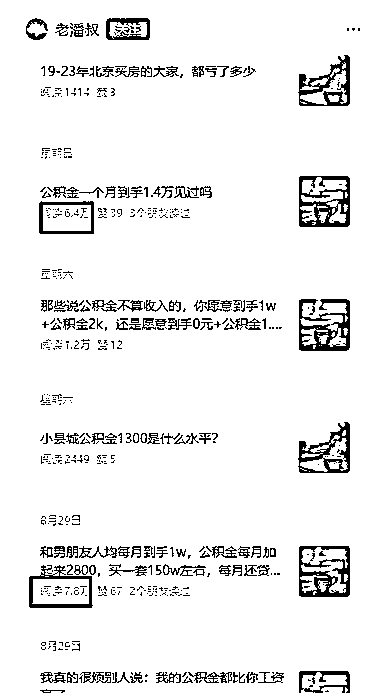 老潘叔 关注
19-23年北京买房的大家，都亏了多少
阅读1414 赞3
公积金一个月到手1.4万见过吗
阅读6.4万 赞39 3个朋友读过
星期六
那些说公积金不算收入的，你愿意到手1w
+公积金2k，还是愿意到手0元+公积金1....
阅读1.2万 赞12
星期六
小县城公积金1300是什么水平？
阅读2449 赞5
8月29日
和男朋友人均每月到手1w，公积金每月加
起来2800，买一套150w左右，每月还贷...
阅读7.8万 赞67 2个朋友读过
8月29日
我真的很烦别人说：我的公积金都比你工资